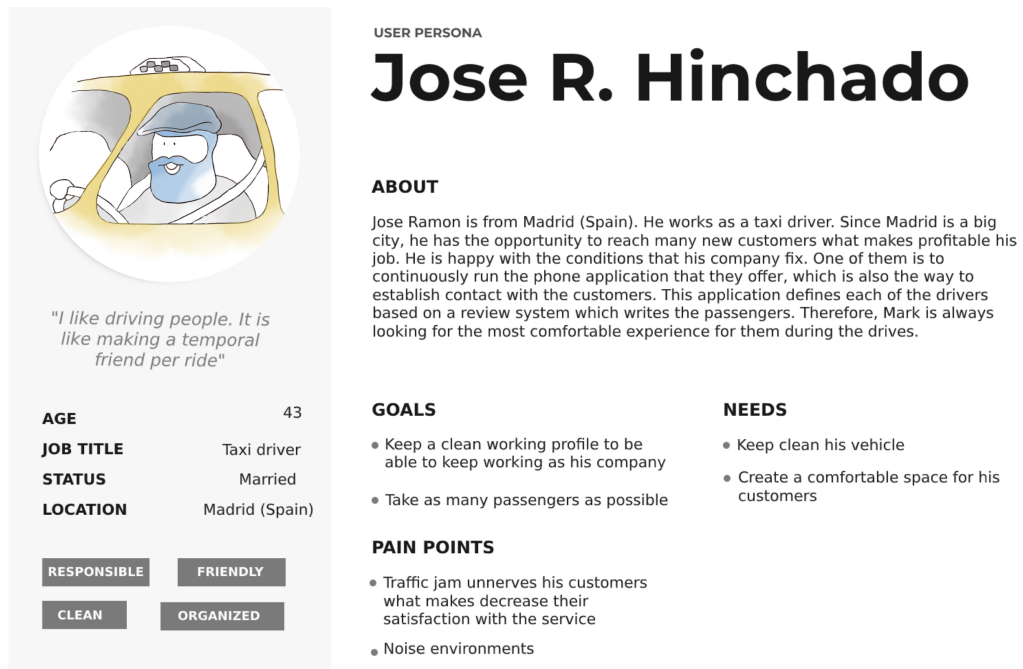 "I like driving people. It is
like making a temporal
friend per ride"
AGE 43
JOB TITLE Taxi driver
STATUS Married
LOCATION Madrid (Spain)
RESPONSIBLE FRIENDLY
CLEAN ORGANIZED
USER PERSONA
Jose R. Hinchado
ABOUT
Jose Ramon is from Madrid (Spain). He works as a taxi driver. Since Madrid is a big
city, he has the opportunity to reach many new customers what makes profitable his
job. He is happy with the conditions that his company fix. One of them is to
continuously run the phone application that they offer, which is also the way to
establish contact with the customers. This application defines each of the drivers
based on a review system which writes the passengers. Therefore, Mark is always
looking for the most comfortable experience for them during the drives.
GOALS
Keep a clean working profile to be
able to keep working as his company
Take as many passengers as possible
NEEDS
Keep clean his vehicle
Create a comfortable space for his
customers
PAIN POINTS
Traffic jam unnerves his customers
what makes decrease their
satisfaction with the service
Noise environments